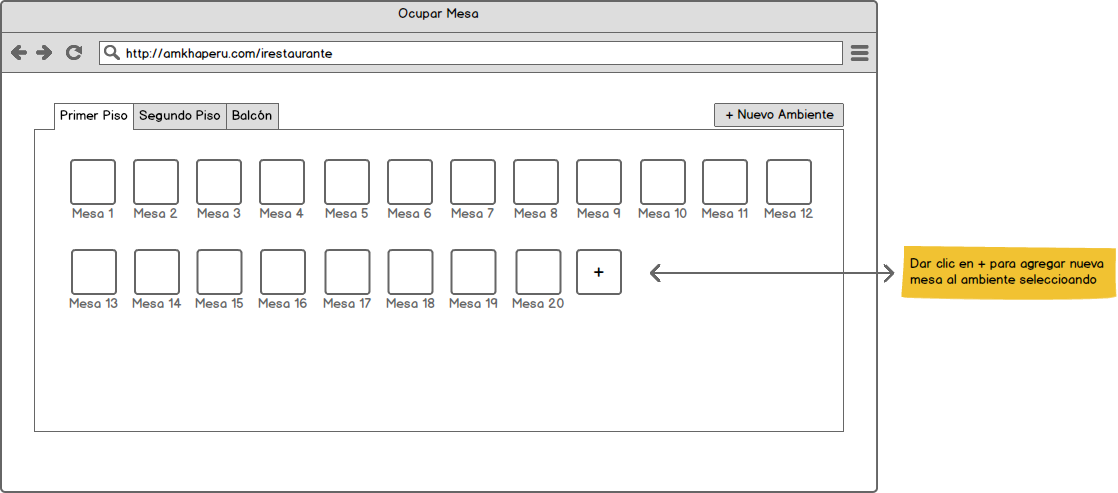 Ocupar Mesa
http://amkhaperu.com/irestaurante
Primer Piso Segundo Piso Balcón + Nuevo Ambiente
Mesa 1 Mesa 2 Mesa 3 Mesa 4 Mesa 5 Mesa 6 Mesa 7 Mesa 8 Mesa 9 Mesa 10 Mesa 11 Mesa 12
+
Mesa 13 Mesa 14 Mesa 15 Mesa 16 Mesa 17 Mesa 18 Mesa 19 Mesa 20
Dar clic en + para agregar nueva
mesa al ambiente seleccioando